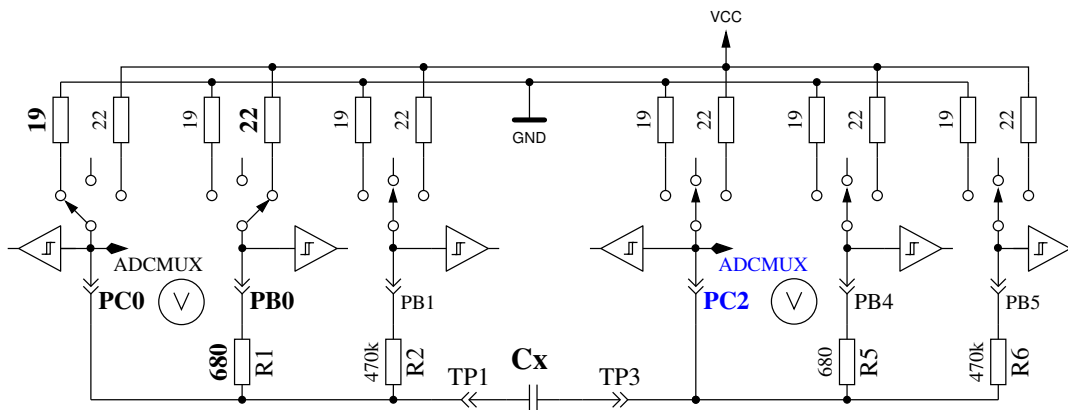 VCC
19
22
19
22
19
22
GND
19
22
19
22
19
22
ADCMUX
ADCMUX
PC0
V
PB0
PB1
PC2
V
PB4
PB5
680
R1
470k
R2
TP1
Cx
TP3
680
R5
470k
R6